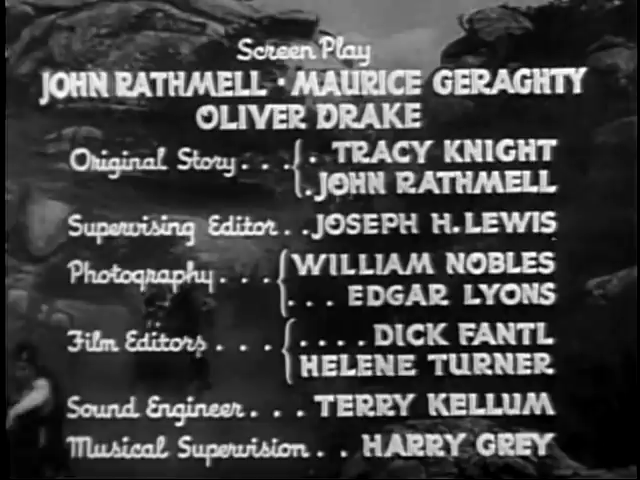 Screen Play
JOHN RATHMELL · MAURICE GERAGHTY
OLIVER DRAKE
Original Story . . . { . TRACY KNIGHT
. JOHN RATHMELL
Supervising Editor . . JOSEPH H. LEWIS
Photography . . . { WILLIAM NOBLES
. . . EDGAR LYONS
Film Editors . . . { . . . . DICK FANTL
HELENE TURNER
Sound Engineer . . . TERRY KELLUM
Musical Supervision . . HARRY GREY